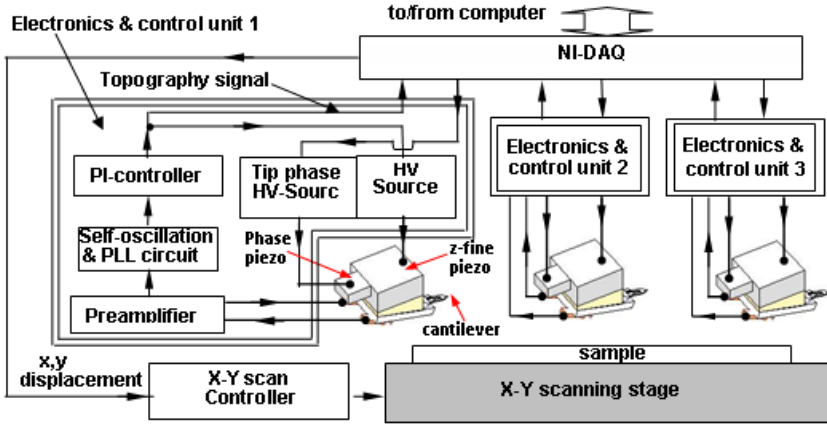 to/from computer
Electronics & control unit 1
NI-DAQ
Topography signal
Electronics &
control unit 2
Electronics &
control unit 3
PI-controller
Tip phase
HV-Sourc
HV
Source
Self-oscillation
& PLL circuit
Phase
piezo
z-fine
piezo
Preamplifier
cantilever
x,y
displacement
X-Y scan
Controller
sample
X-Y scanning stage